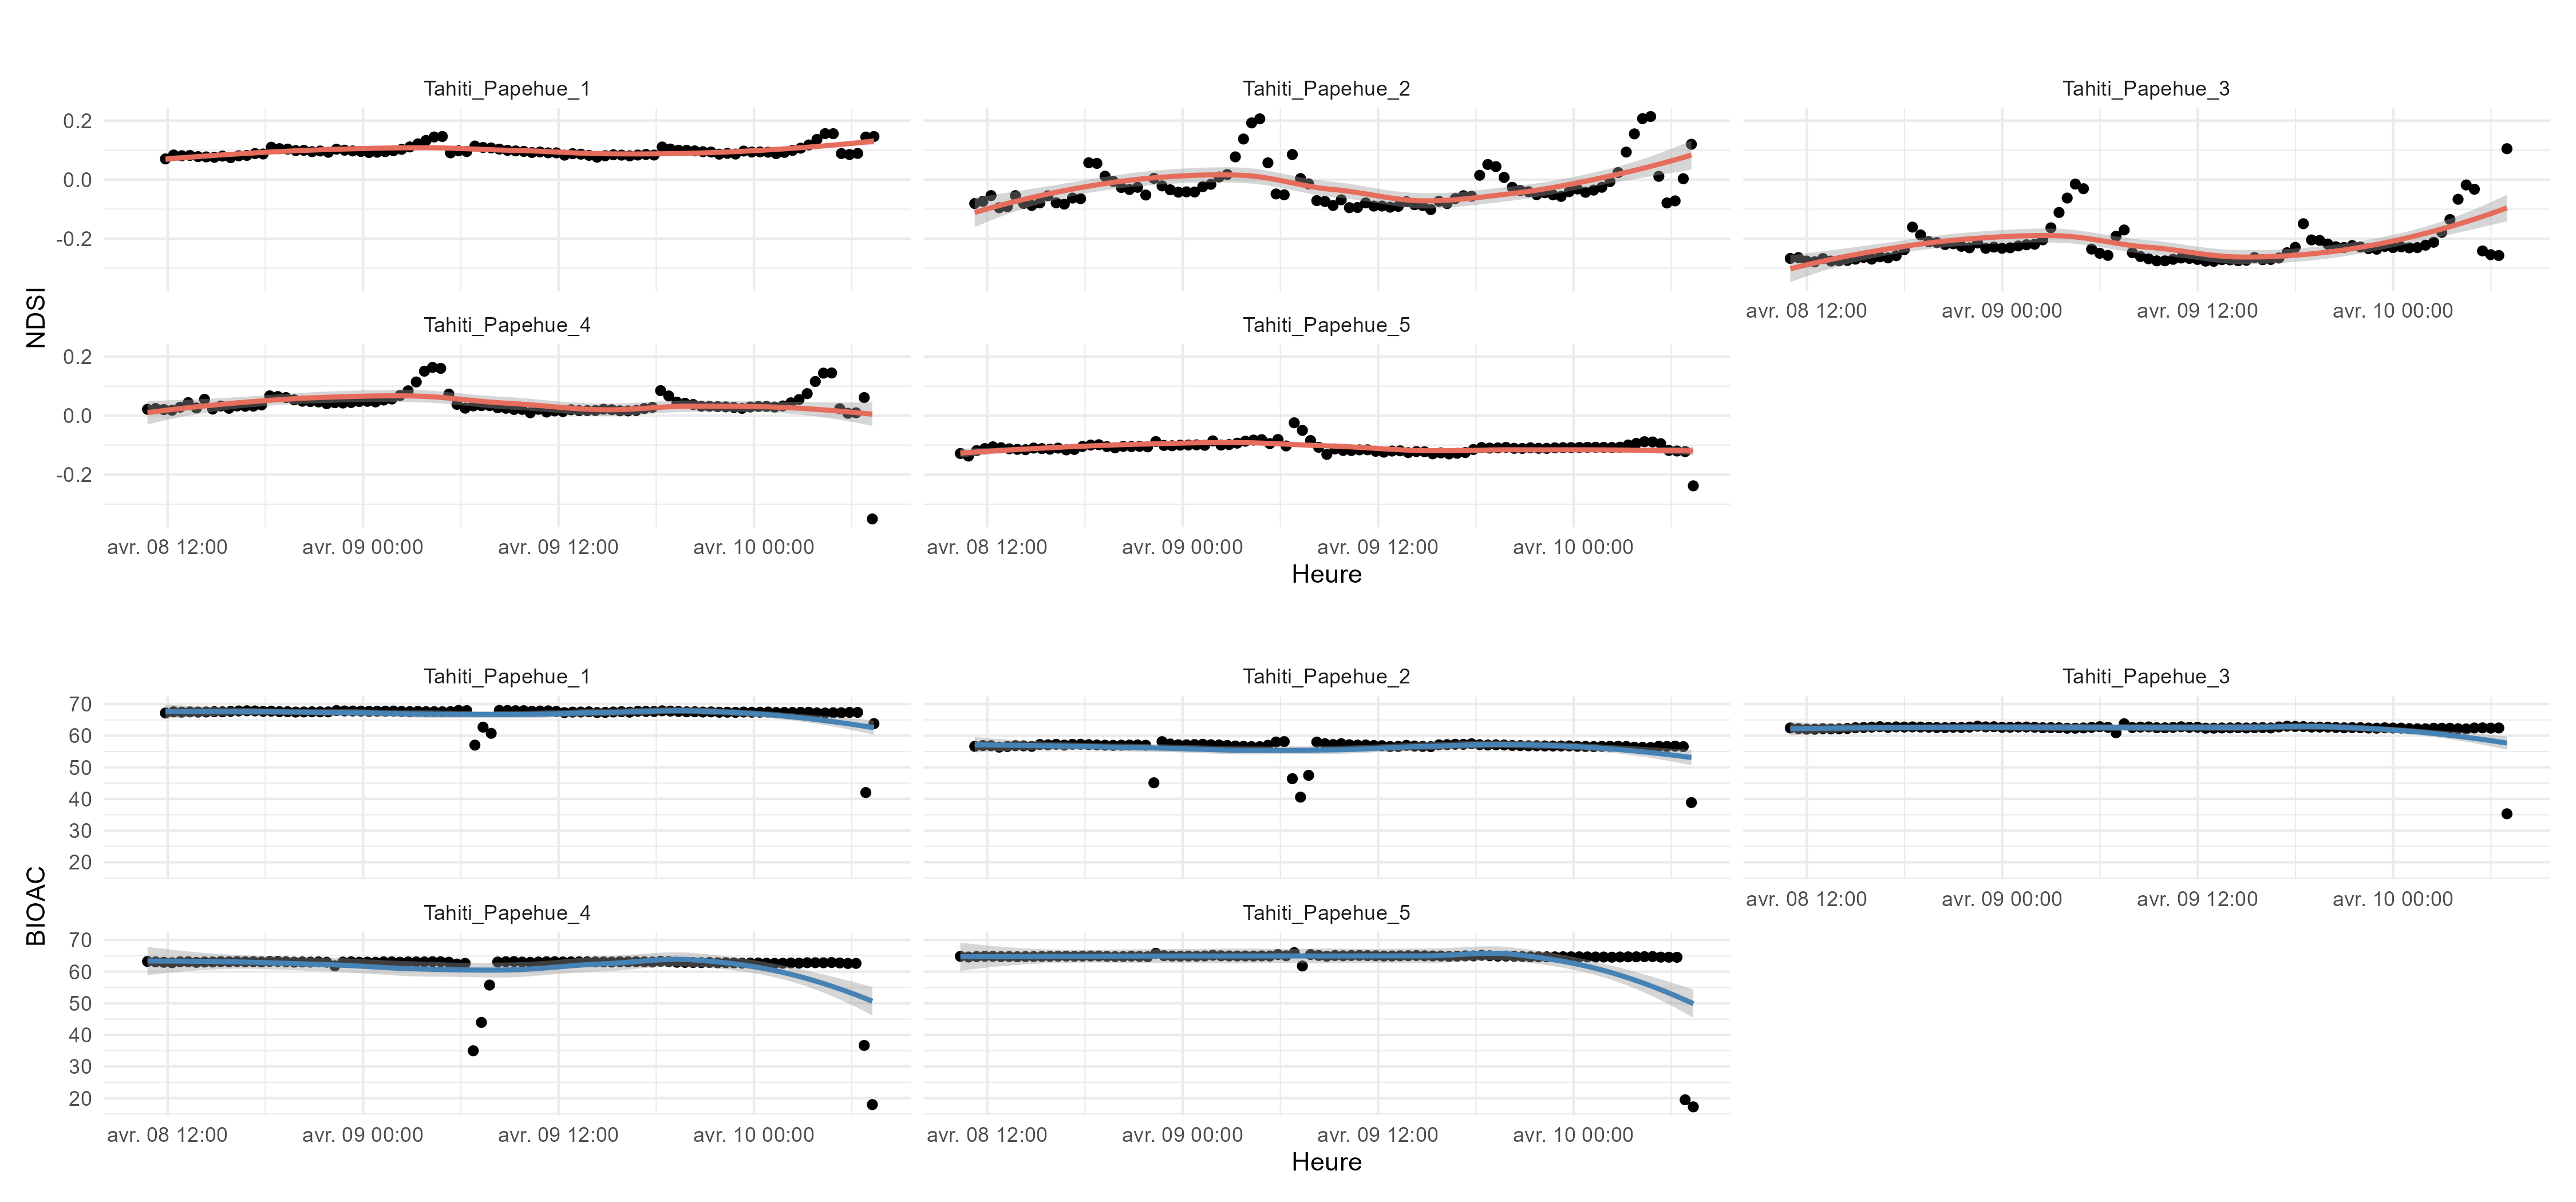 Tahiti_Papehue_1
Tahiti_Papehue_2
Tahiti_Papehue_3
0.2
0.0
-0.2
avr. 08 12:00 avr. 09 00:00 avr. 09 12:00 avr. 10 00:00
NDSI
Tahiti_Papehue_4
Tahiti_Papehue_5
0.2
0.0
-0.2
avr. 08 12:00 avr. 09 00:00 avr. 09 12:00 avr. 10 00:00
avr. 08 12:00 avr. 09 00:00 avr. 09 12:00 avr. 10 00:00
Heure
Tahiti_Papehue_1
Tahiti_Papehue_2
Tahiti_Papehue_3
70
60
50
40
30
20
avr. 08 12:00 avr. 09 00:00 avr. 09 12:00 avr. 10 00:00
BIOAC
Tahiti_Papehue_4
Tahiti_Papehue_5
70
60
50
40
30
20
avr. 08 12:00 avr. 09 00:00 avr. 09 12:00 avr. 10 00:00
avr. 08 12:00 avr. 09 00:00 avr. 09 12:00 avr. 10 00:00
Heure